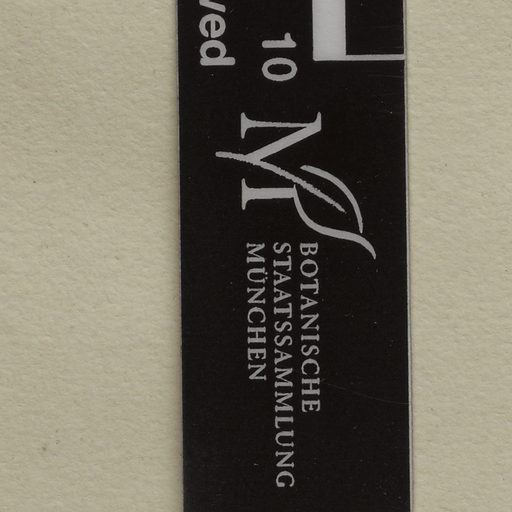 10
ved
BOTANISCHE
STAATSSAMMLUNG
MÜNCHEN